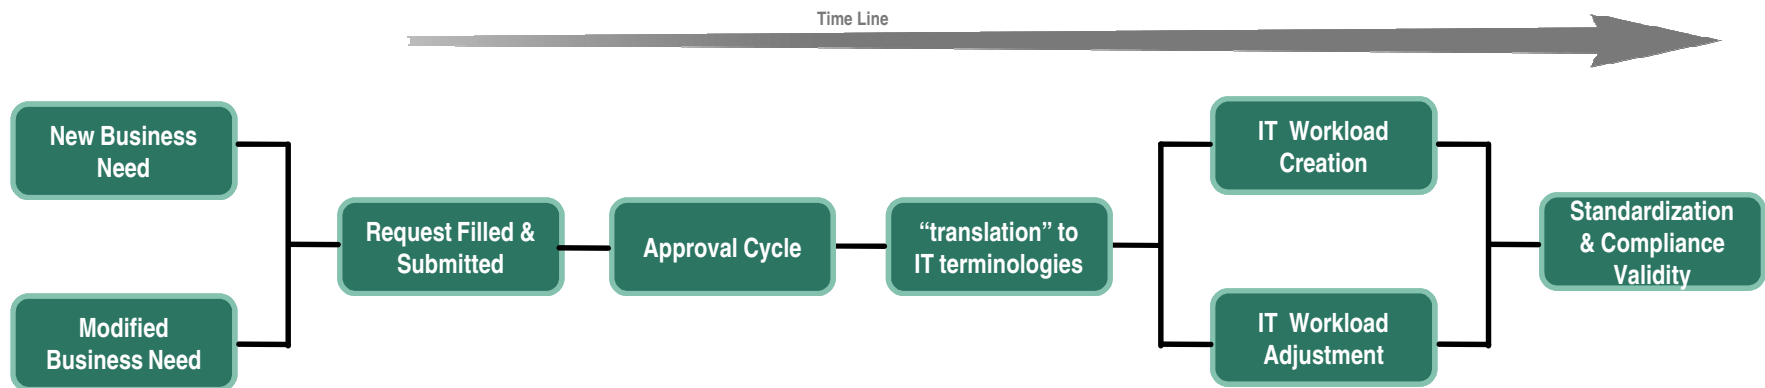 Time Line
New Business
Need
Modified
Business Need
Request Filled &
Submitted
Approval Cycle
“translation” to
IT terminologies
IT  Workload
Creation
IT  Workload
Adjustment
Standardization
& Compliance
Validity